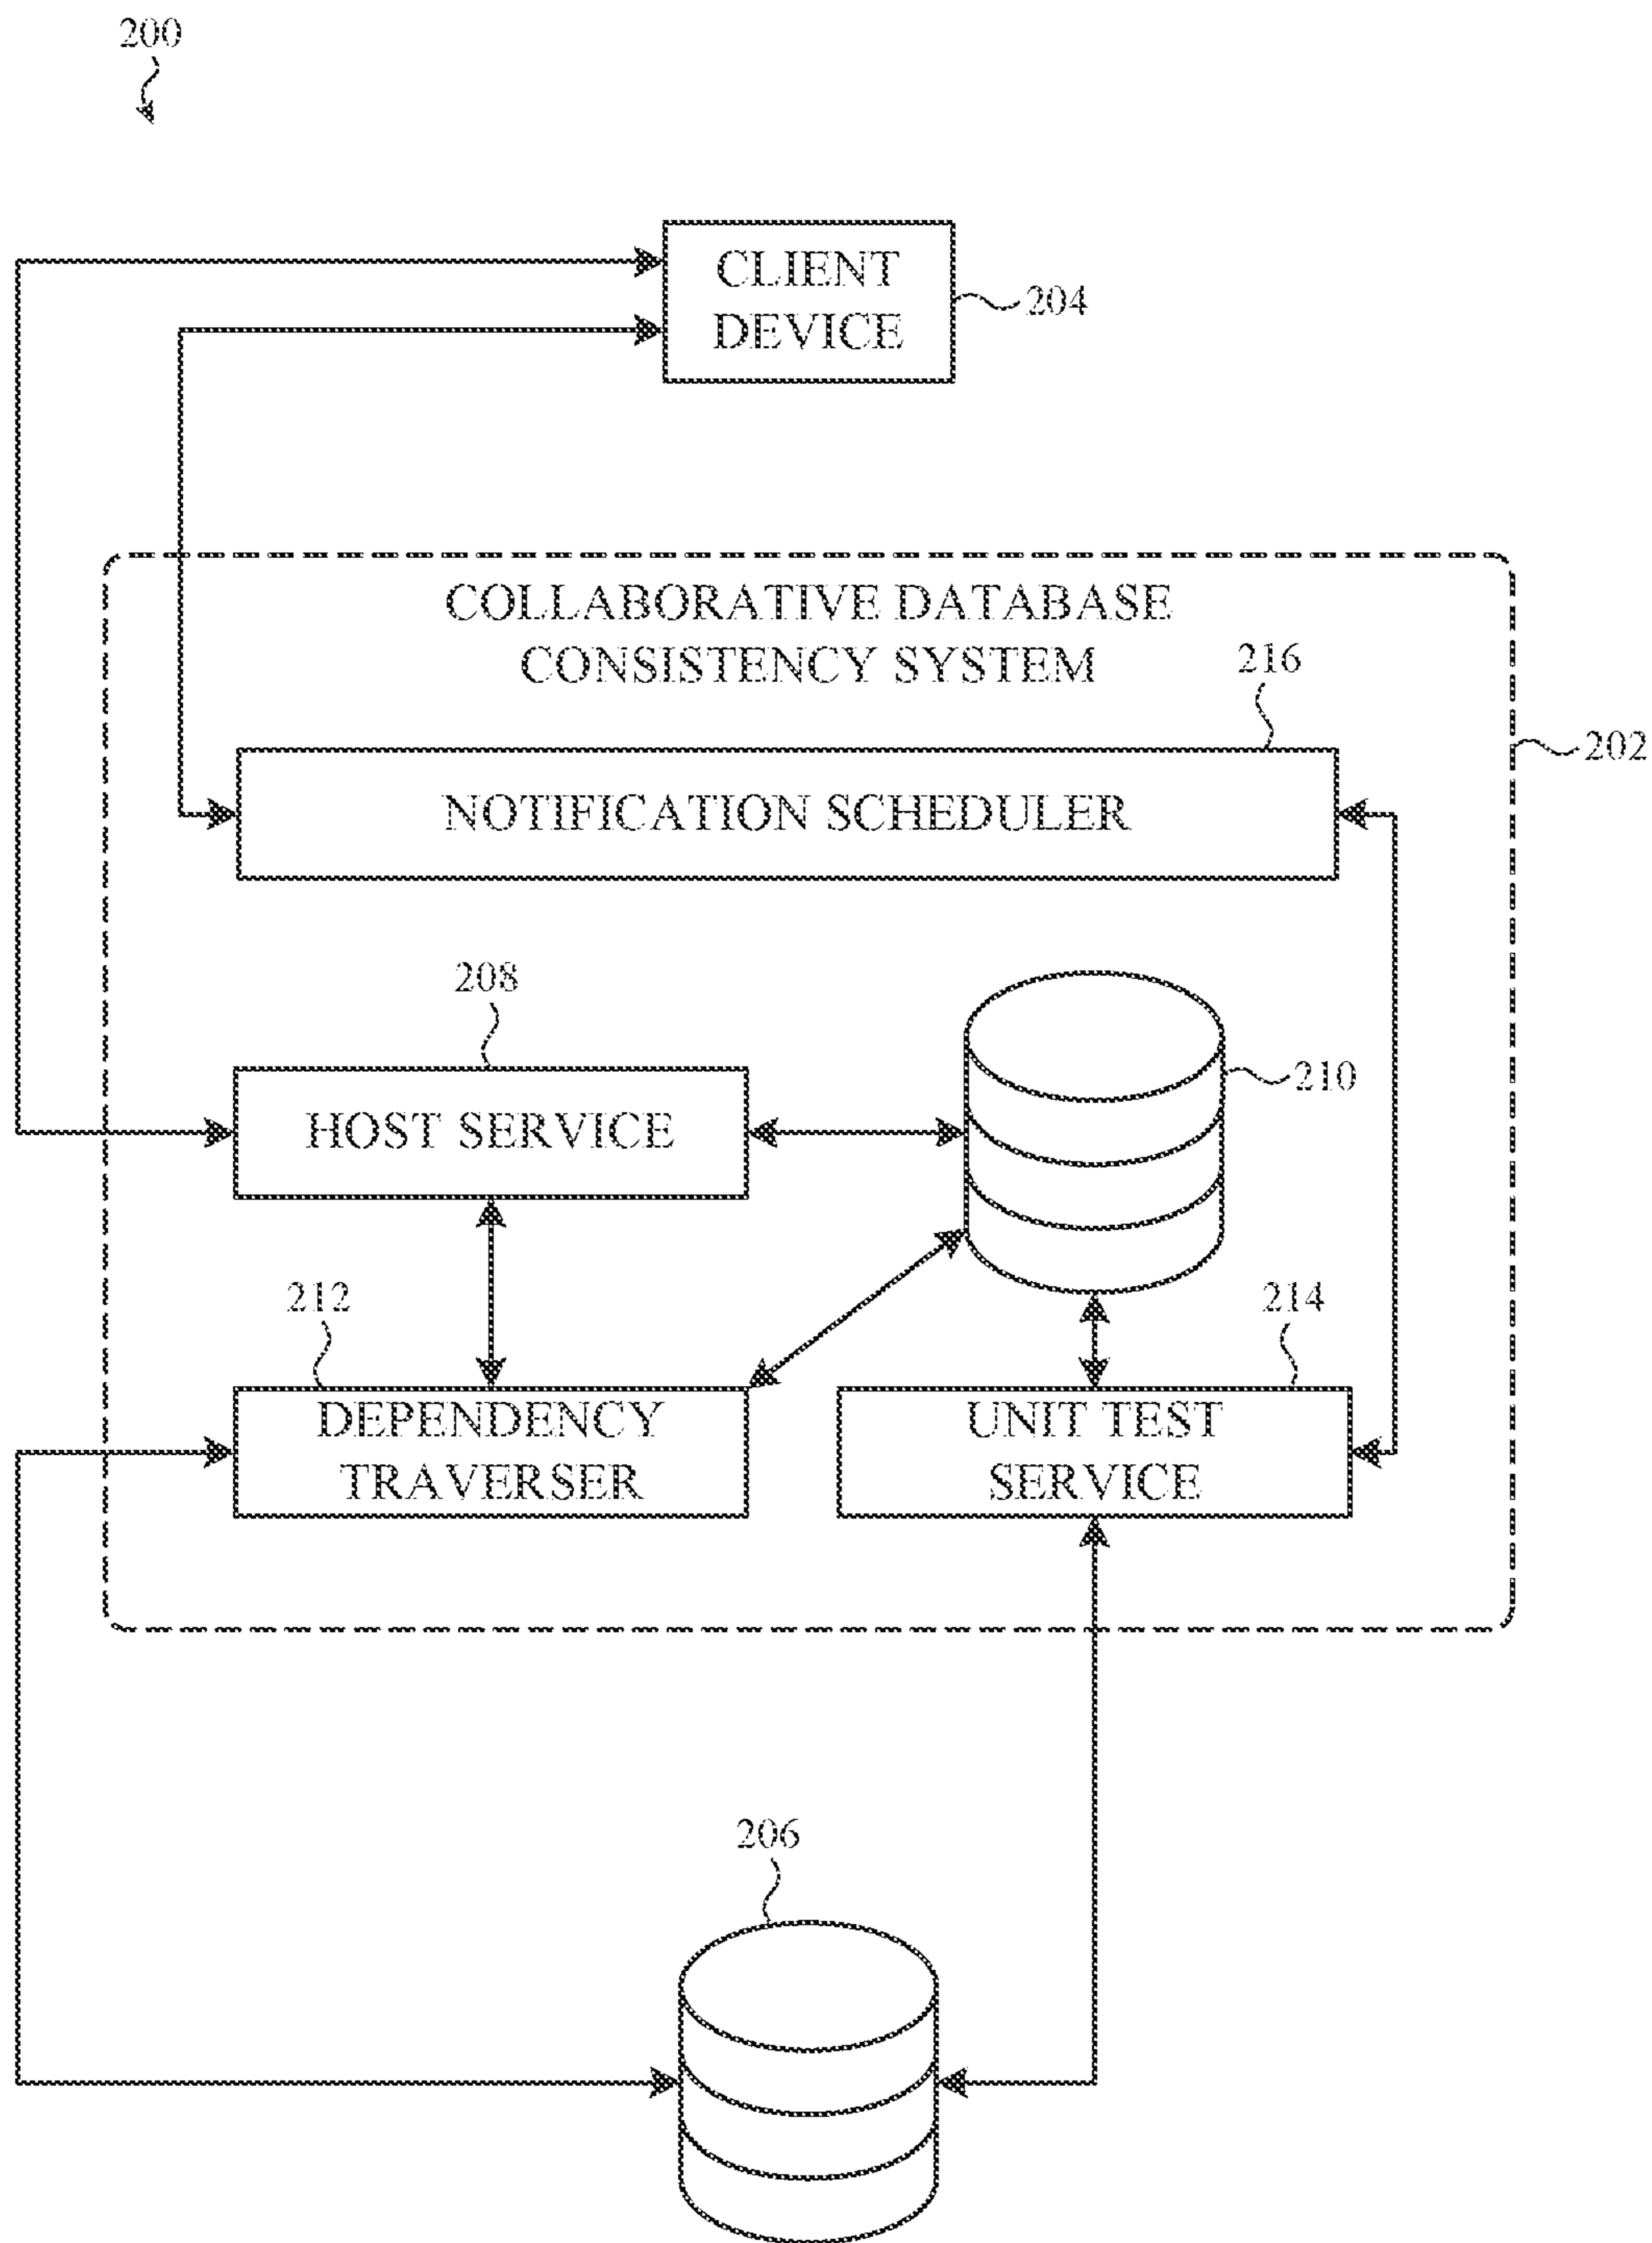 200
CLIENT
DEVICE
204
COLLABORATIVE DATABASE
CONSISTENCY SYSTEM
216
202
NOTIFICATION SCHEDULER
208
210
HOST SERVICE
212
214
DEPENDENCY
TRAVERSER
UNIT TEST
SERVICE
206